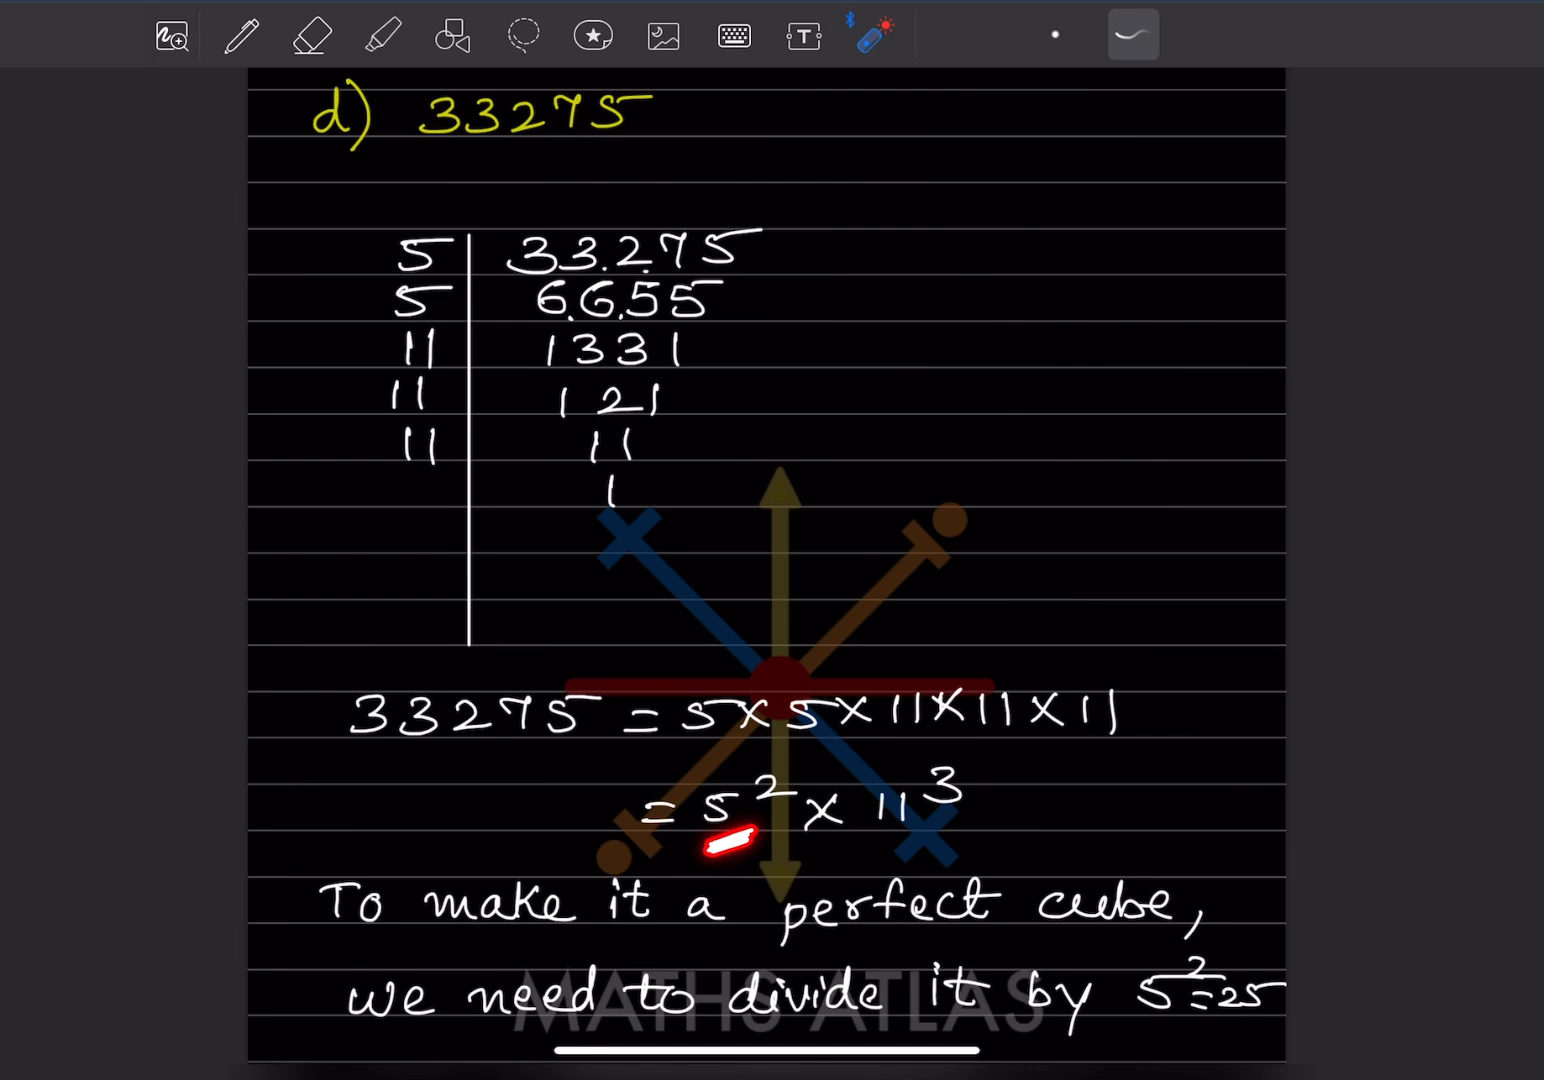 d) 33275
5 | 33275
5 | 6655
11 | 1331
11 | 121
11 | 11
1
33275 = 5 × 5 × 11 × 11 × 11
= 5² × 11³
To make it a perfect cube,
we need to divide it by 5² = 25
MATHS ATLAS